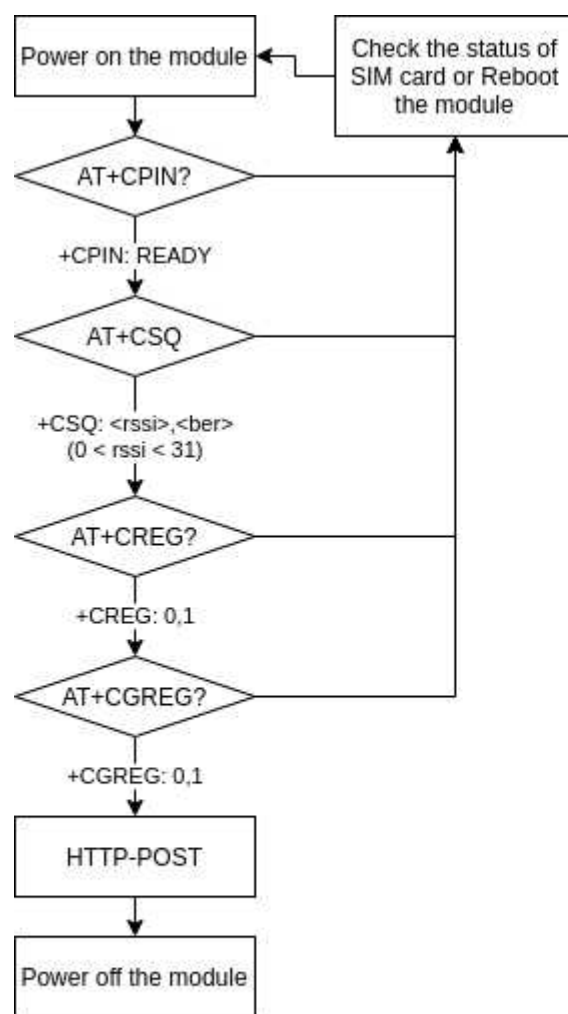 Power on the module
Check the status of
SIM card or Reboot
the module
AT+CPIN?
+CPIN: READY
AT+CSQ
+CSQ: <rssi>,<ber>
(0 < rssi < 31)
AT+CREG?
+CREG: 0,1
AT+CGREG?
+CGREG: 0,1
HTTP-POST
Power off the module